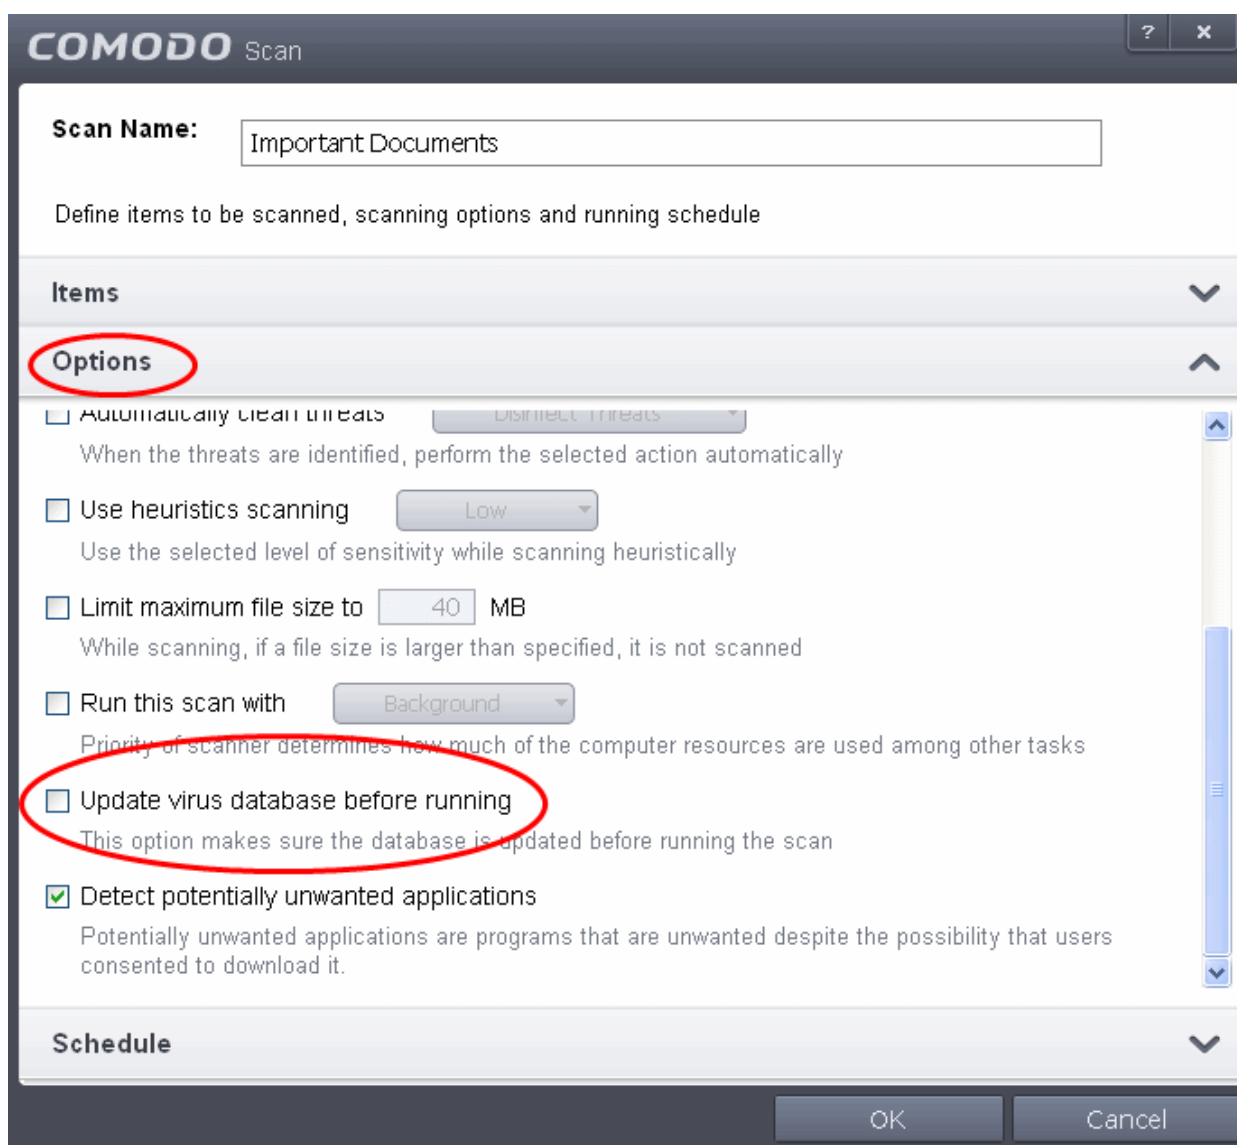 COMODO Scan
? x
Scan Name: Important Documents
Define items to be scanned, scanning options and running schedule
Items
Options
Automatically clean threats Disinfect Threats
When the threats are identified, perform the selected action automatically
Use heuristics scanning Low
Use the selected level of sensitivity while scanning heuristically
Limit maximum file size to 40 MB
While scanning, if a file size is larger than specified, it is not scanned
Run this scan with Background
Priority of scanner determines how much of the computer resources are used among other tasks
Update virus database before running
This option makes sure the database is updated before running the scan
Detect potentially unwanted applications
Potentially unwanted applications are programs that are unwanted despite the possibility that users
consented to download it.
Schedule
OK Cancel